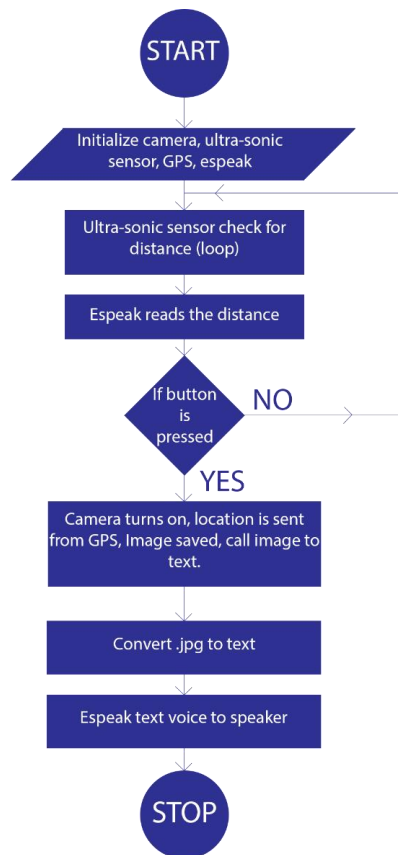 START
Initialize camera, ultra-sonic
sensor, GPS, espeak
Ultra-sonic sensor check for
distance (loop)
Espeak reads the distance
If button
is
pressed
NO
YES
Camera turns on, location is sent
from GPS, Image saved, call image to
text.
Convert .jpg to text
Espeak text voice to speaker
STOP